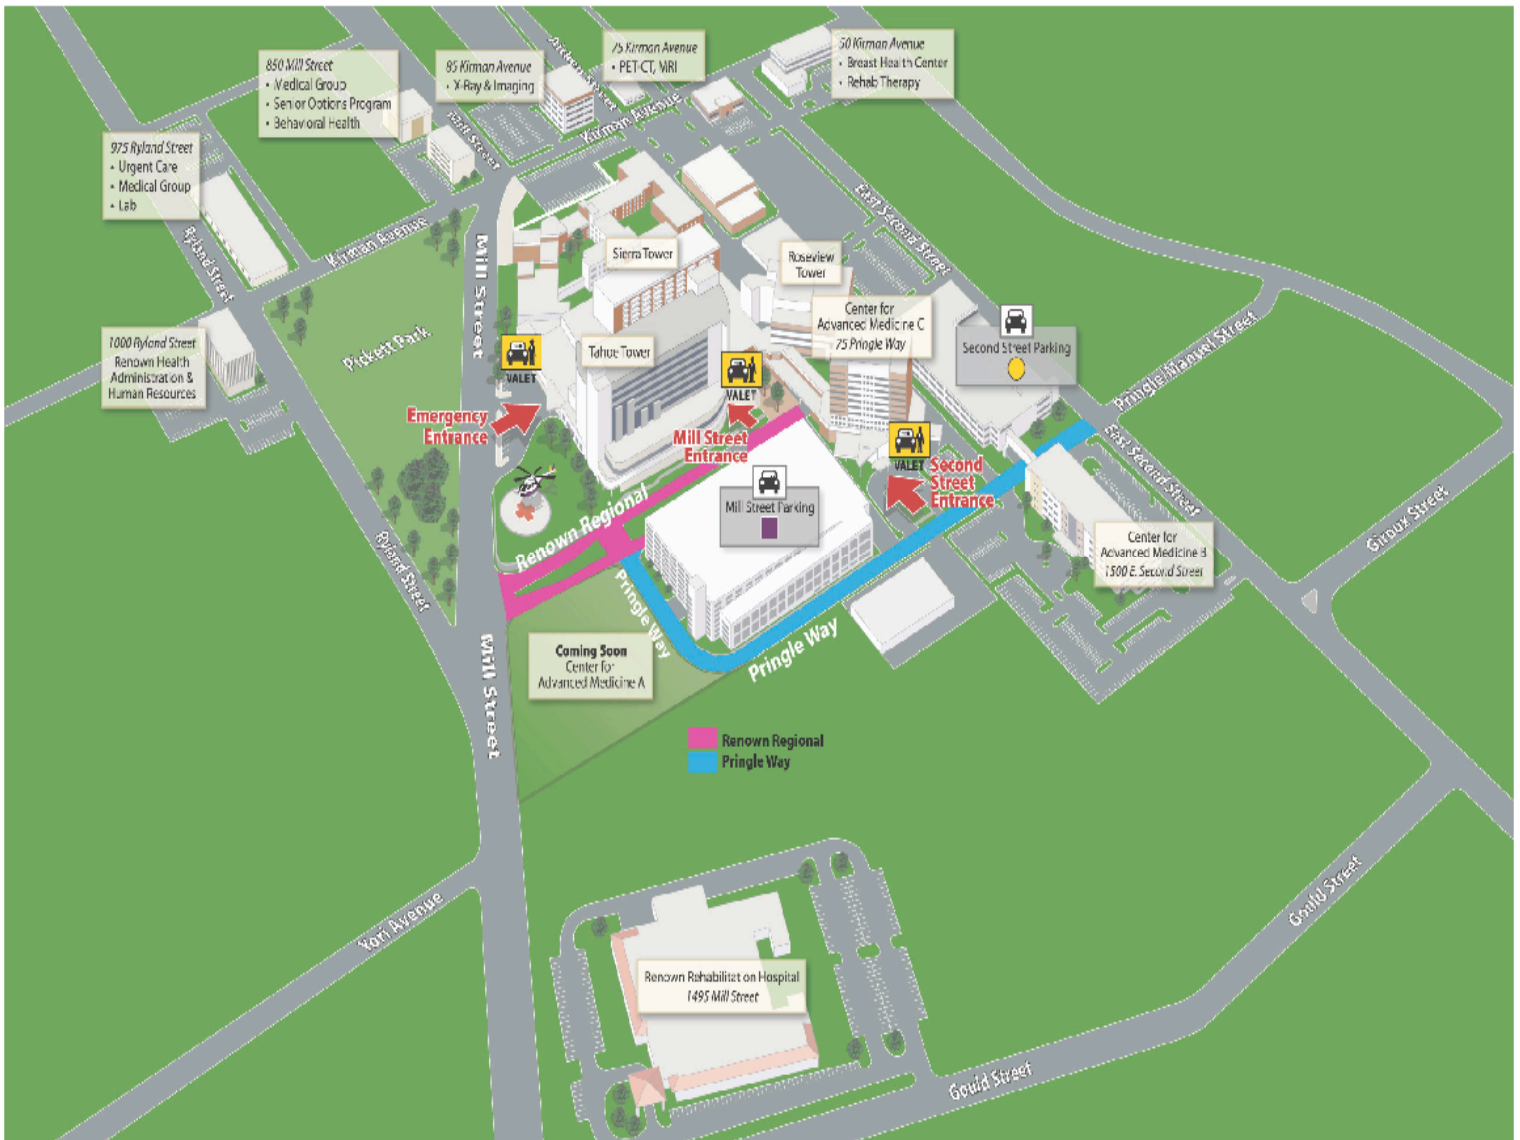 850 Mill Street
• Medical Group
• Senior Options Program
• Behavioral Health
85 Kirman Avenue
• X-Ray & Imaging
75 Kirman Avenue
• PET-CT, MRI
50 Kirman Avenue
• Breast Health Center
• Rehab Therapy
975 Ryland Street
• Urgent Care
• Medical Group
• Lab
Kirman Avenue
Kirman Avenue
Ryland Street
Mill Street
East Second Street
Pickett Park
1000 Ryland Street
Renown Health
Administration &
Human Resources
Sierra Tower
Roseview
Tower
Tahoe Tower
Center for
Advanced Medicine C
75 Pringle Way
Second Street Parking
Pringle Manuel Street
VALET
VALET
VALET
Emergency
Entrance
Mill Street
Entrance
Second
Street
Entrance
Mill Street Parking
Renown Regional
East Second Street
Giroux Street
Center for
Advanced Medicine B
1500 E. Second Street
Ryland Street
Pringle Way
Pringle Way
Mill Street
Coming Soon
Center for
Advanced Medicine A
Renown Regional
Pringle Way
Yori Avenue
Gould Street
Renown Rehabilitation Hospital
1495 Mill Street
Gould Street